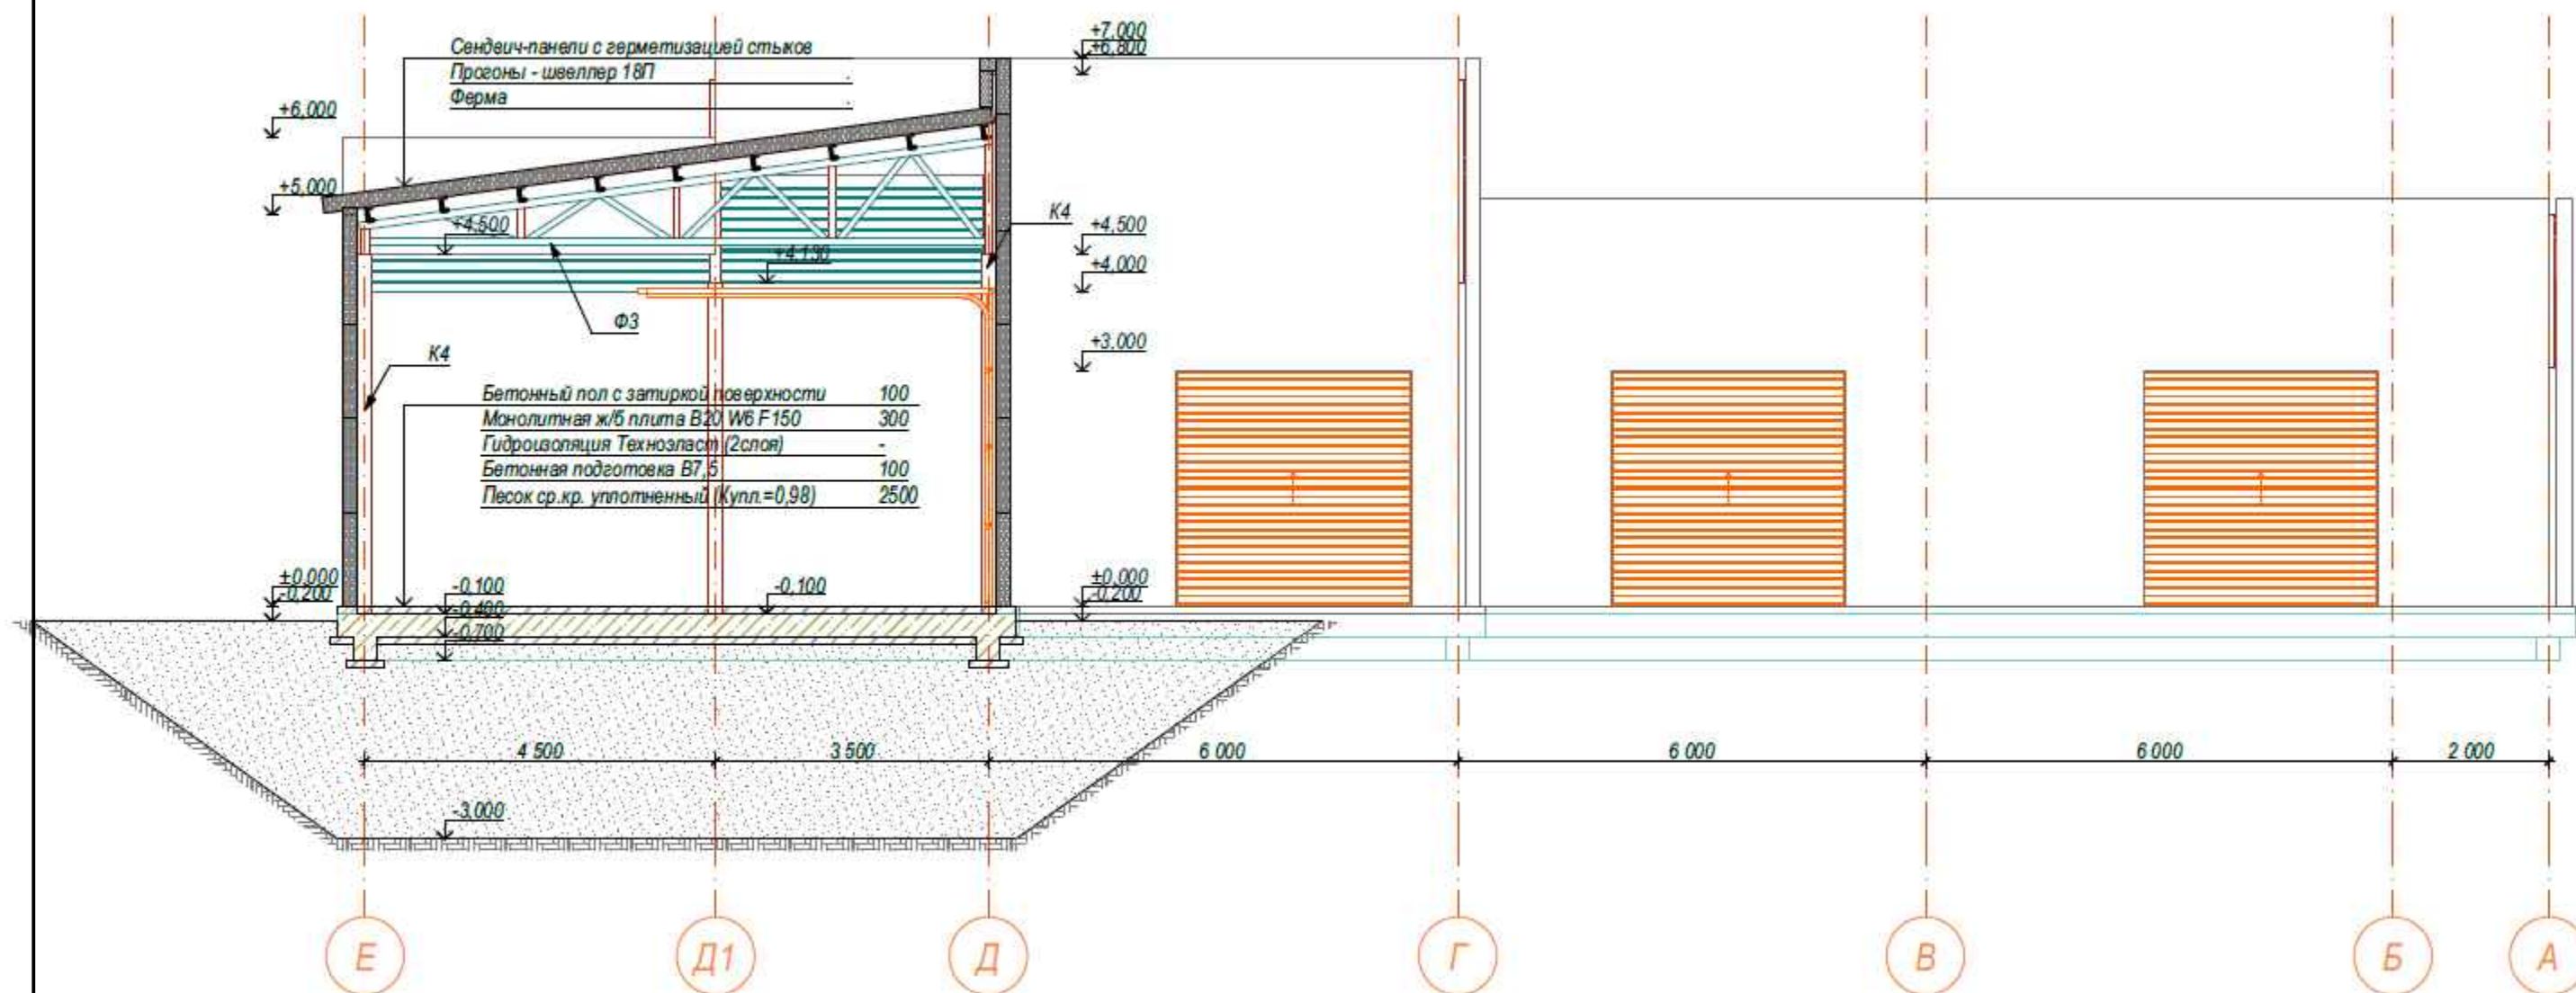 Сендвич-панели с герметизацией стыков
Прогоны - швеллер 18П
Ферма
+7,000
+6,800
+6,000
+5,000
+4,500
+4,130
К4
+4,500
+4,000
+3,000
Ф3
К4
Бетонный пол с затиркой поверхности 100
Монолитная ж/б плита В20 W6 F150 300
Гидроизоляция Техноэласт (2слоя) -
Бетонная подготовка В7,5 100
Песок ср.кр. уплотненный (Купл.=0,98) 2500
±0,000
-0,200
-0,100
-0,400
-0,700
-0,100
±0,000
-0,200
4 500
3 500
6 000
6 000
6 000
2 000
-3,000
Е
Д1
Д
Г
В
Б
А